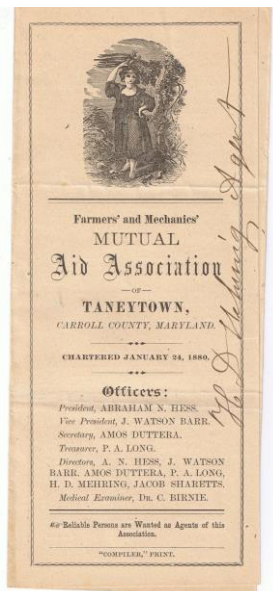 Farmers' and Mechanics'
MUTUAL
Aid Association
—OF—
TANEYTOWN,
CARROLL COUNTY, MARYLAND.
CHARTERED JANUARY 24, 1880.
Officers:
President, ABRAHAM N. HESS.
Vice President, J. WATSON BARR.
Secretary, AMOS DUTTERA.
Treasurer, P. A. LONG.
Directors, A. N. HESS, J. WATSON
BARR. AMOS DUTTERA, P. A. LONG,
H. D. MEHRING, JACOB SHARETTS.
Medical Examiner, DR. C. BIRNIE.
☞ Reliable Persons are Wanted as Agents of this
Association.
"COMPILER," PRINT.
H. D. Mehring Agent